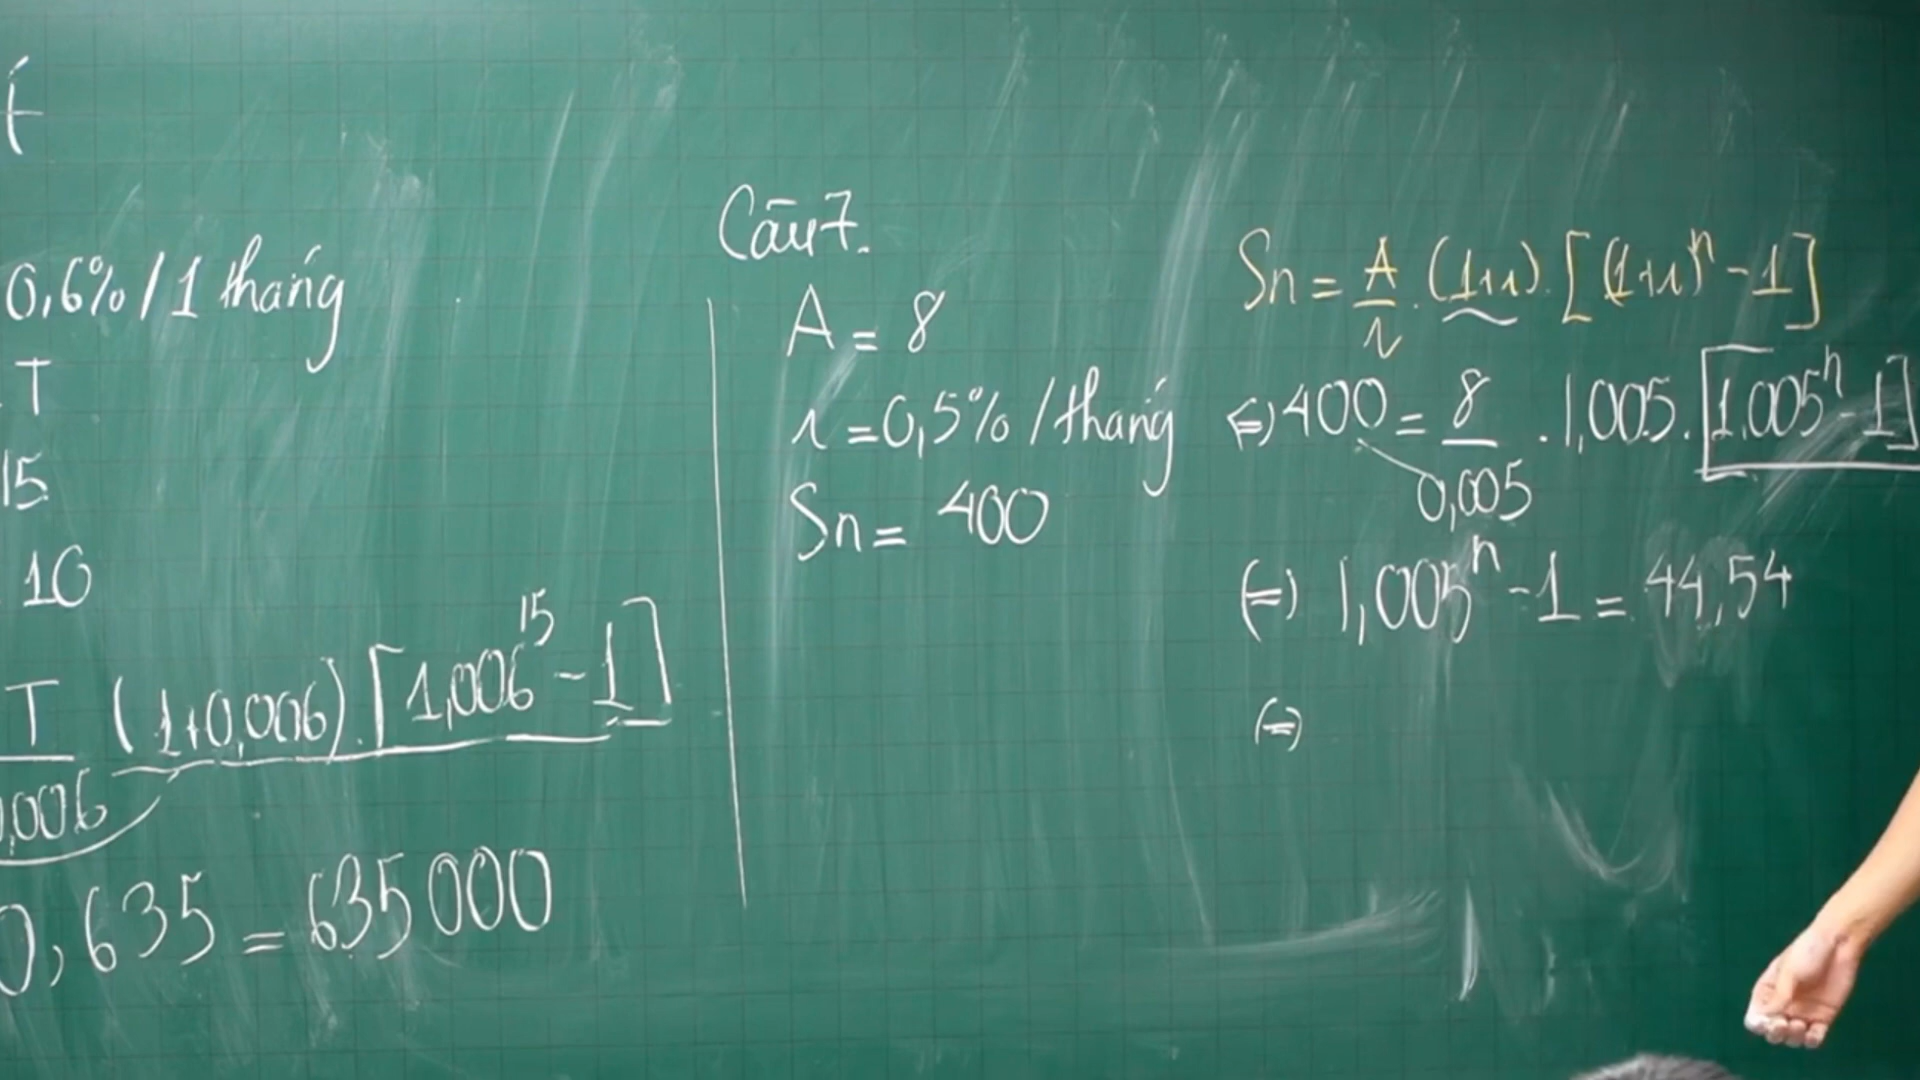 0,6% / 1 tháng
T
15
10
T (1+0,006).[1,006^15 - 1]
0,006
0,635 = 635000
Câu 7.
A = 8
r = 0,5% / tháng
Sn = 400
Sn = A/r . (1+r) . [(1+r)^n - 1]
(=) 400 = 8/0,005 . 1,005 . [1,005^n - 1]
(=) 1,005^n - 1 = 44,54
(=)